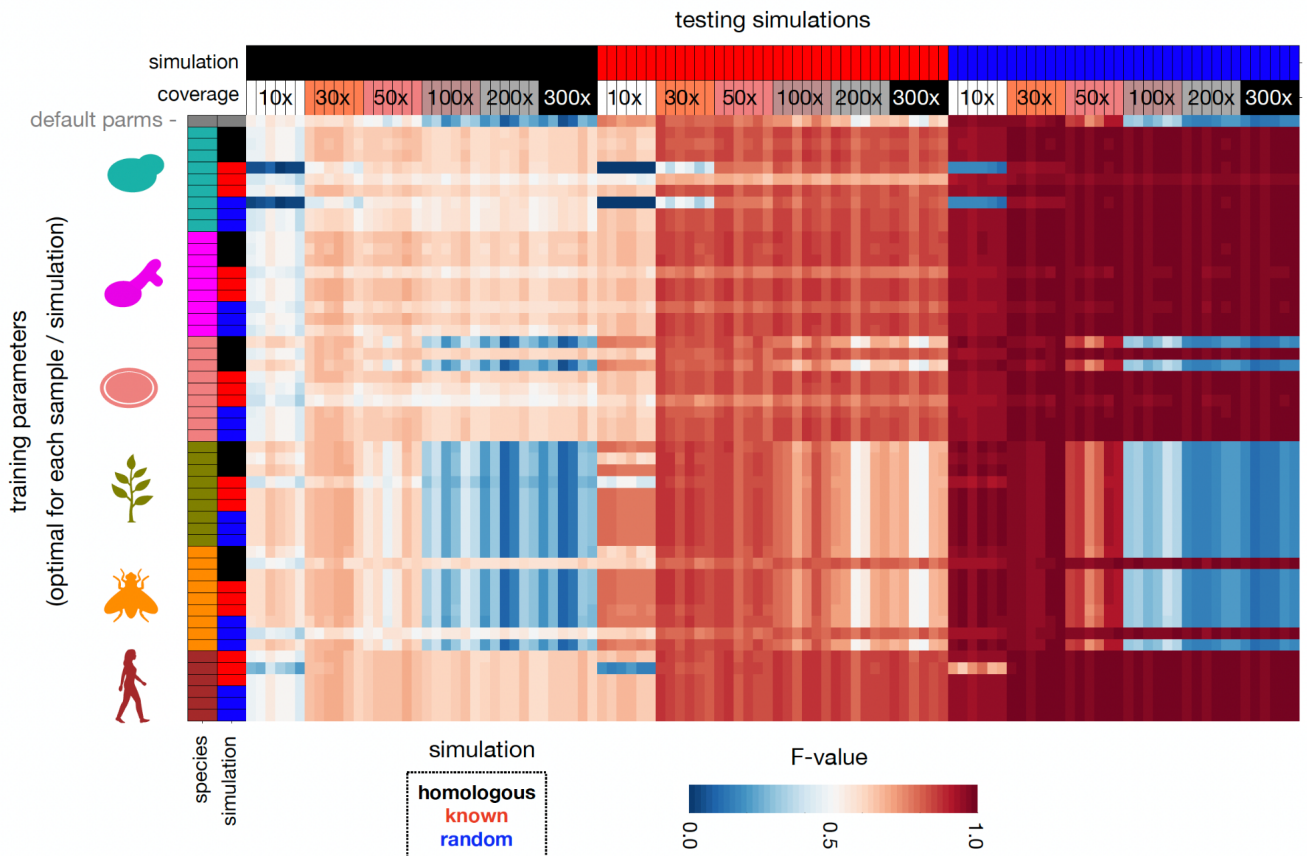 testing simulations
simulation
coverage 10x 30x 50x 100x 200x 300x 10x 30x 50x 100x 200x 300x 10x 30x 50x 100x 200x 300x
default parms -
training parameters
(optimal for each sample / simulation)
species
simulation
simulation
homologous
known
random
F-value
0.0 0.5 1.0